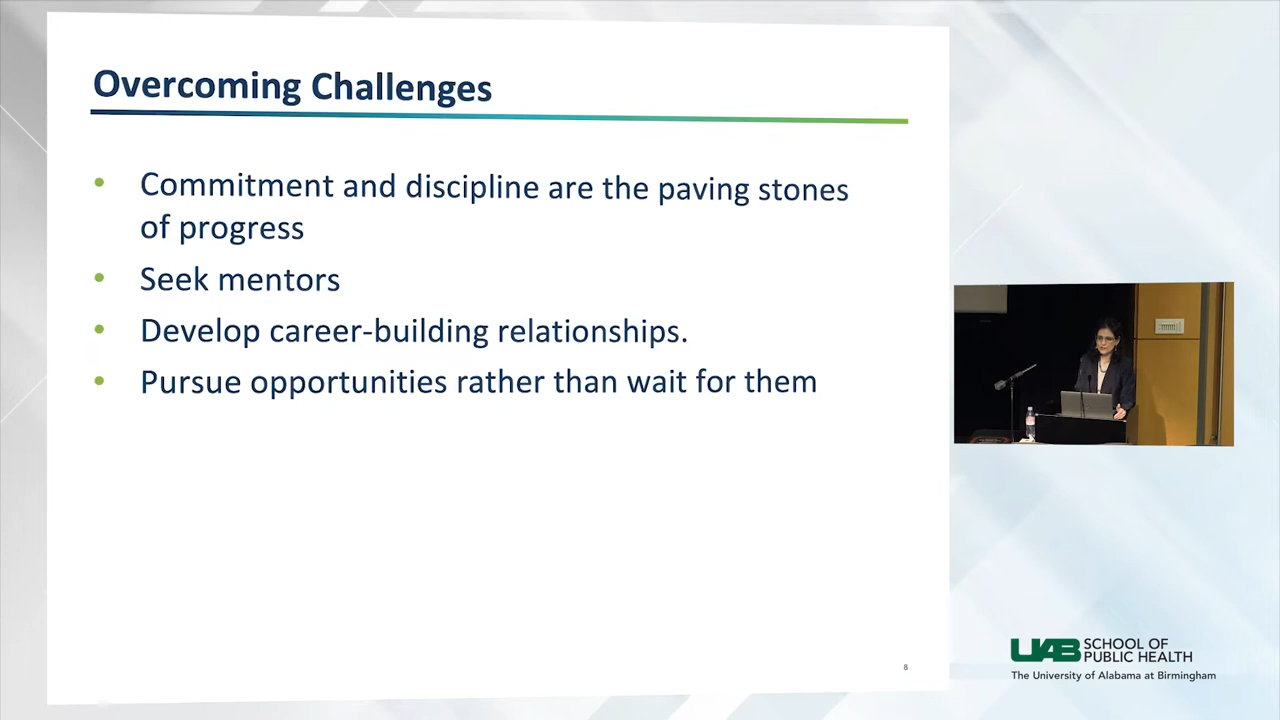 Overcoming Challenges
• Commitment and discipline are the paving stones
of progress
• Seek mentors
• Develop career-building relationships.
• Pursue opportunities rather than wait for them
8
UAB SCHOOL OF
PUBLIC HEALTH
The University of Alabama at Birmingham